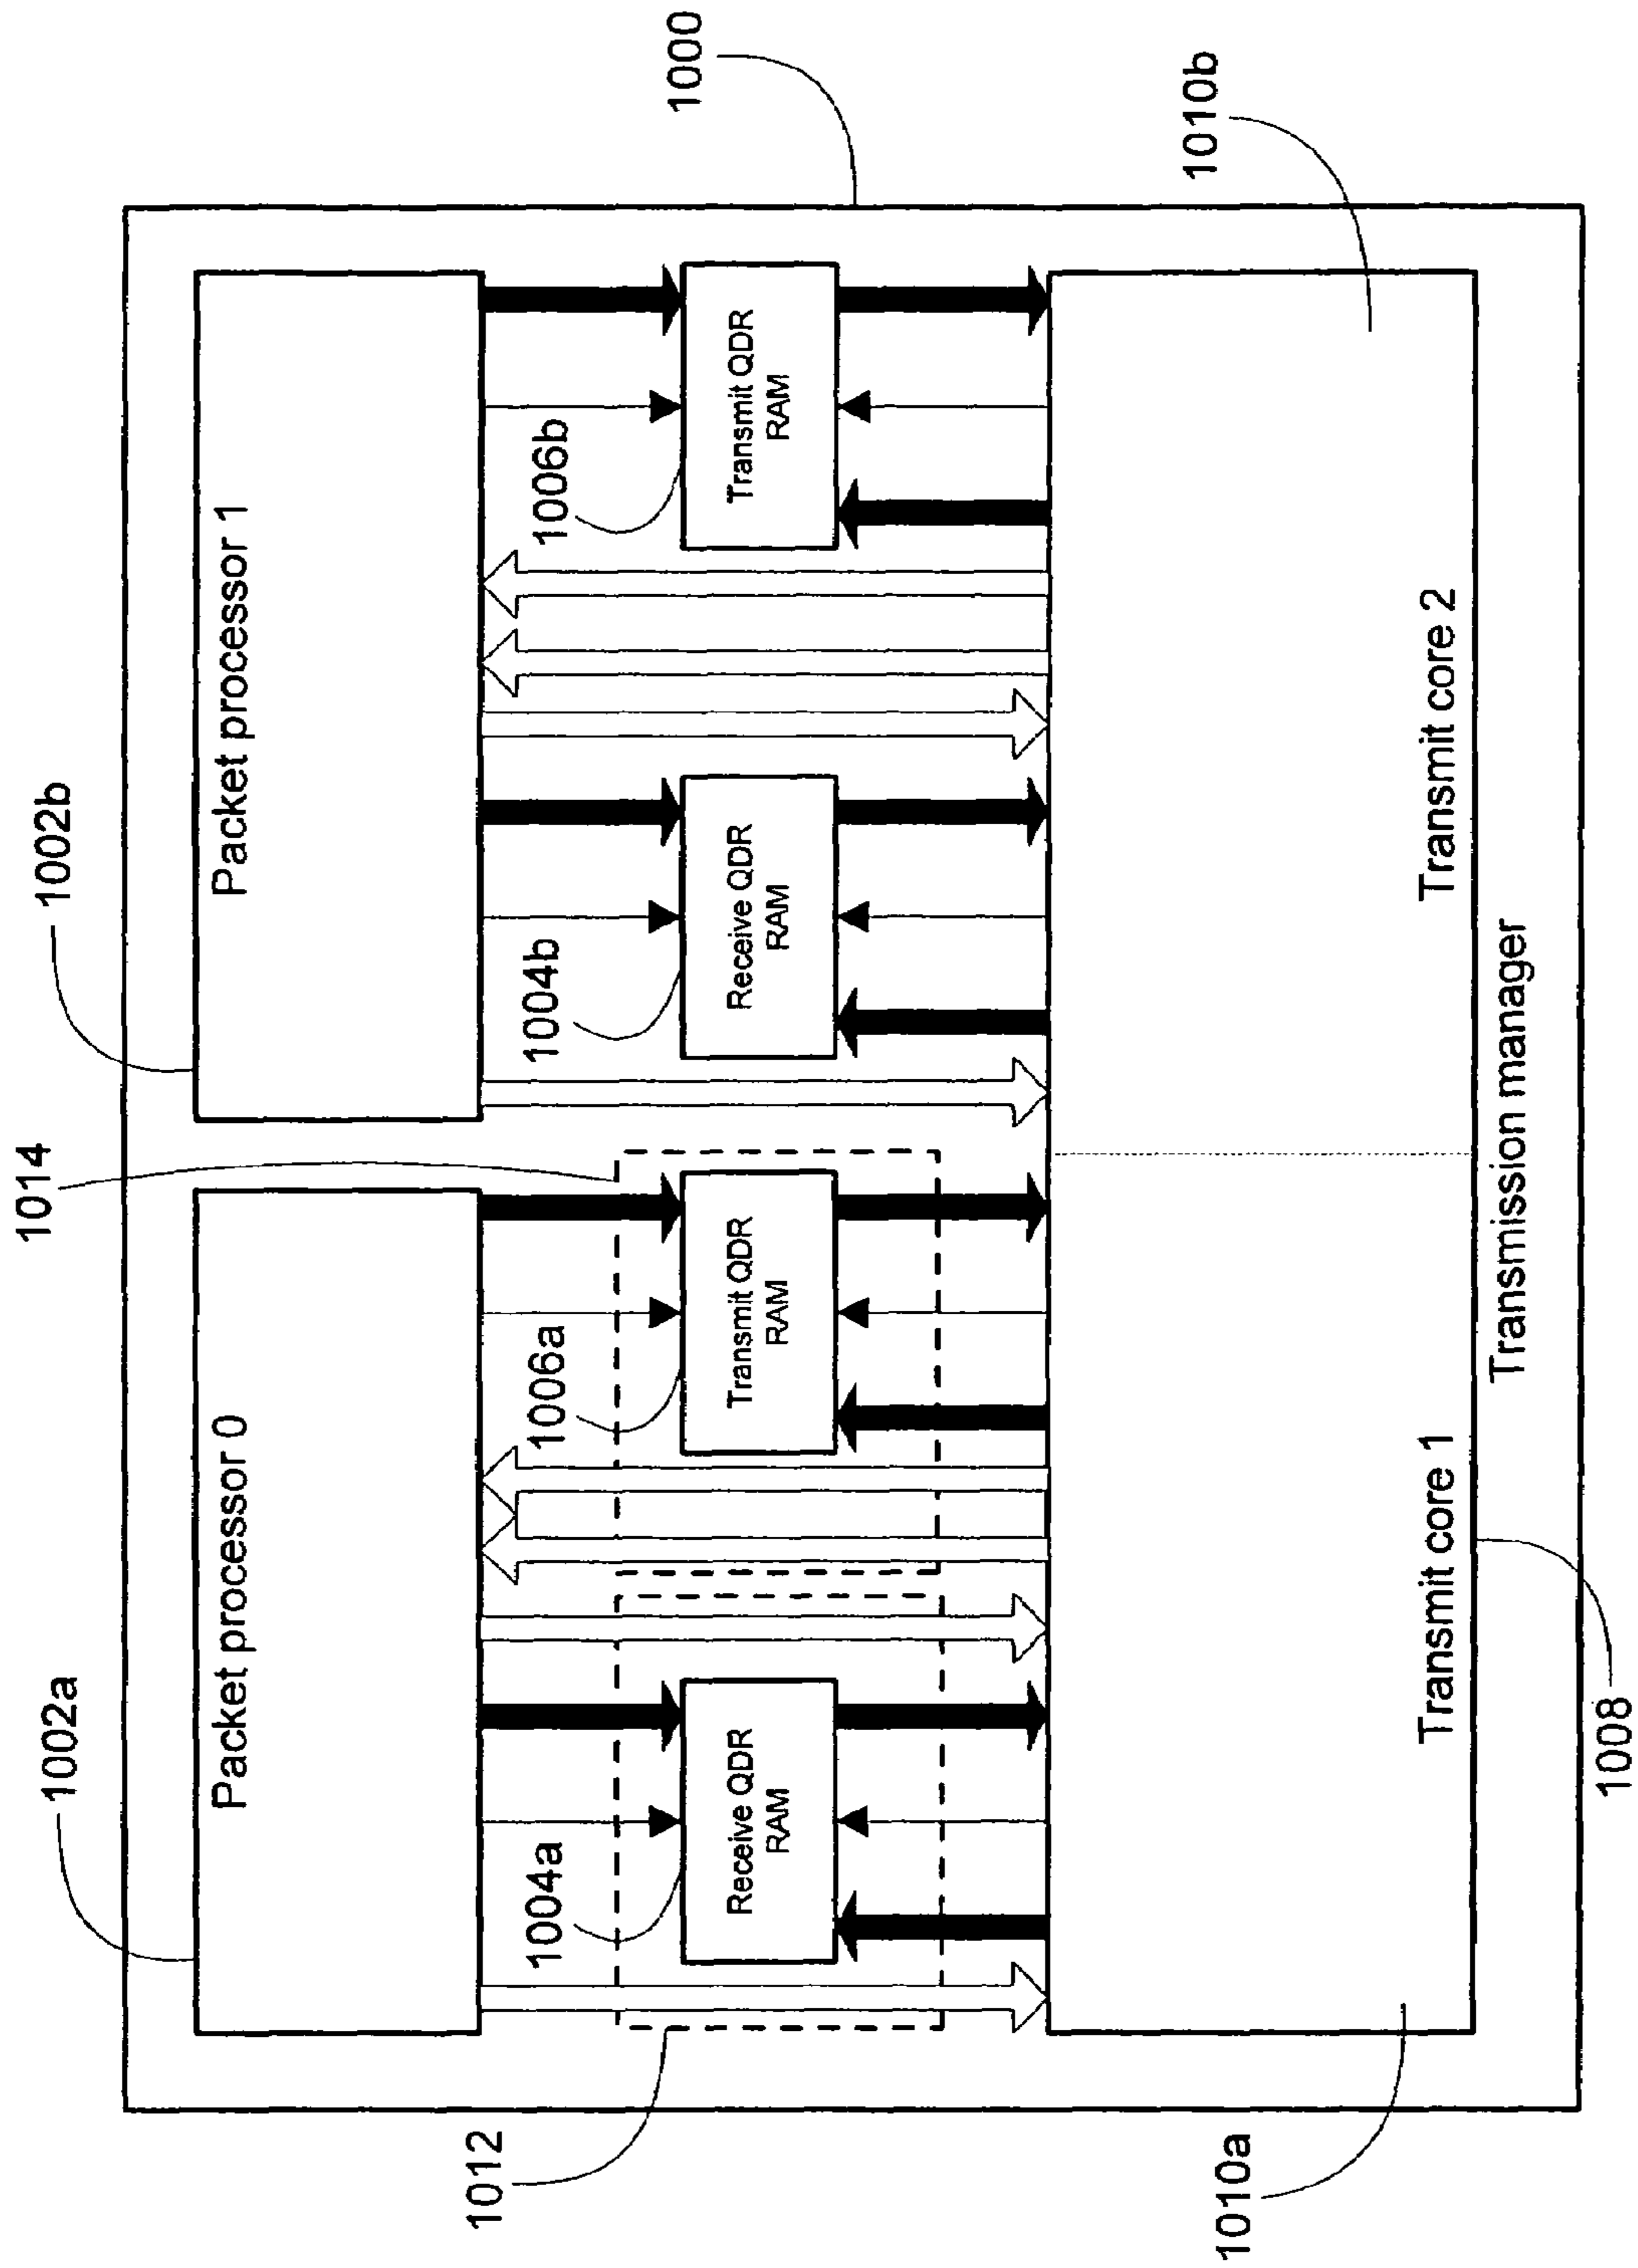 1002a
1014
1002b
1000
Packet processor 0
Packet processor 1
1012
1004a
1006a
1004b
1006b
Receive QDR
RAM
Transmit QDR
RAM
Receive QDR
RAM
Transmit QDR
RAM
1010a
1010b
Transmit core 1
Transmit core 2
Transmission manager
1008